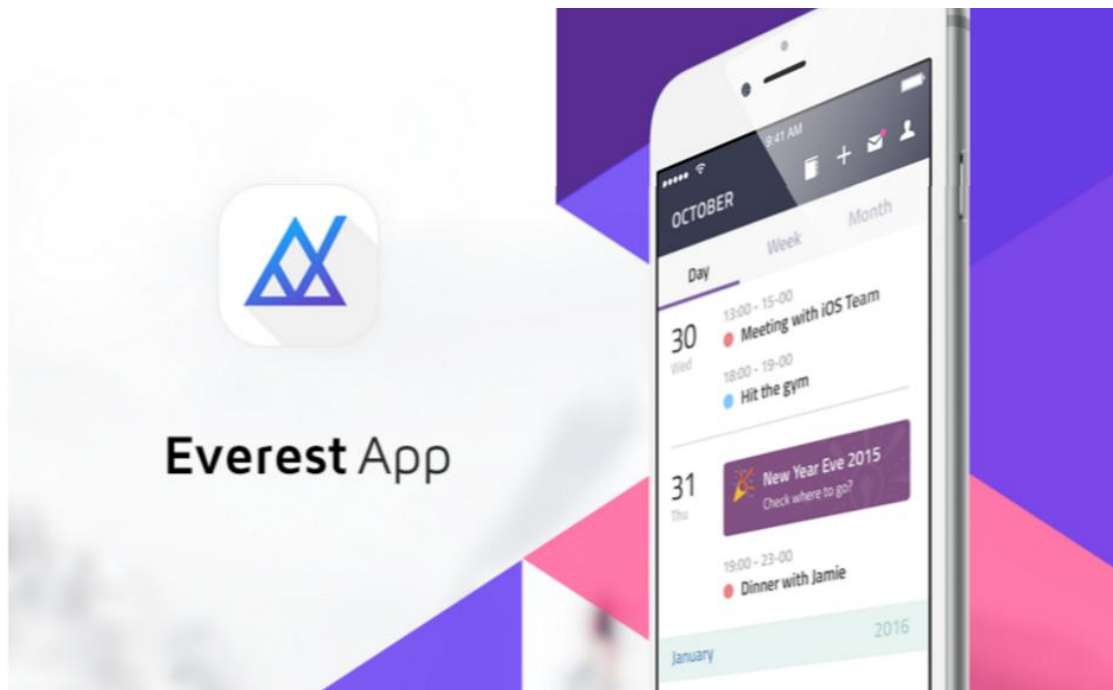 Everest App
9:41 AM
OCTOBER
Day
Week
Month
30
Wed
13:00 - 15-00
Meeting with iOS Team
18:00 - 19-00
Hit the gym
31
Thu
New Year Eve 2015
Check where to go?
19:00 - 23-00
Dinner with Jamie
January
2016